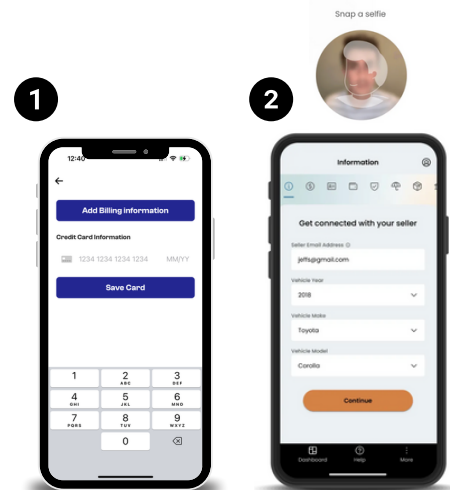 Snap a selfie
1
2
12:40
Add Billing information
Credit Card Information
1234 1234 1234 1234 MM/YY
Save Card
1
2
ABC
3
DEF
4
GHI
5
JKL
6
MNO
7
PQRS
8
TUV
9
WXYZ
0
Information
Get connected with your seller
Seller Email Address
jeffs@gmail.com
Vehicle Year
2018
Vehicle Make
Toyota
Vehicle Model
Corolla
Continue
Dashboard
Help
More